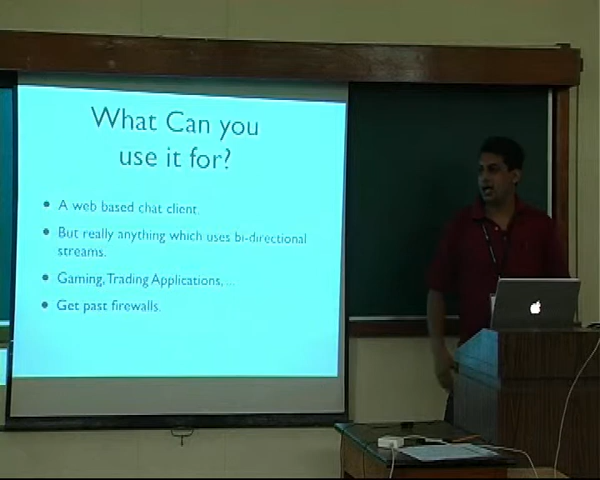 What Can you
use it for?
A web based chat client.
But really anything which uses bi-directional
streams.
Gaming, Trading Applications, ...
Get past firewalls.